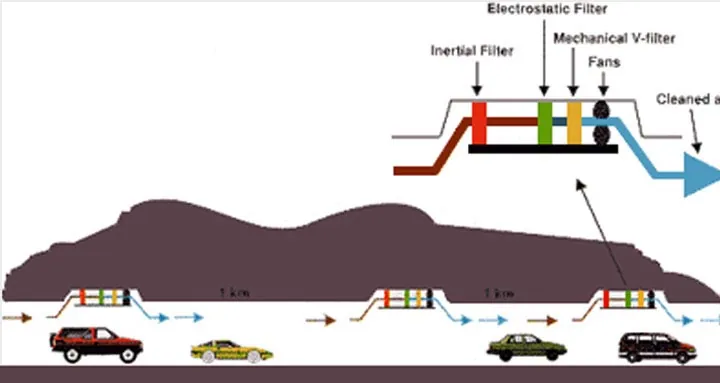 Electrostatic Filter
Mechanical V-filter
Inertial Filter
Fans
Cleaned a
1 km
1 km